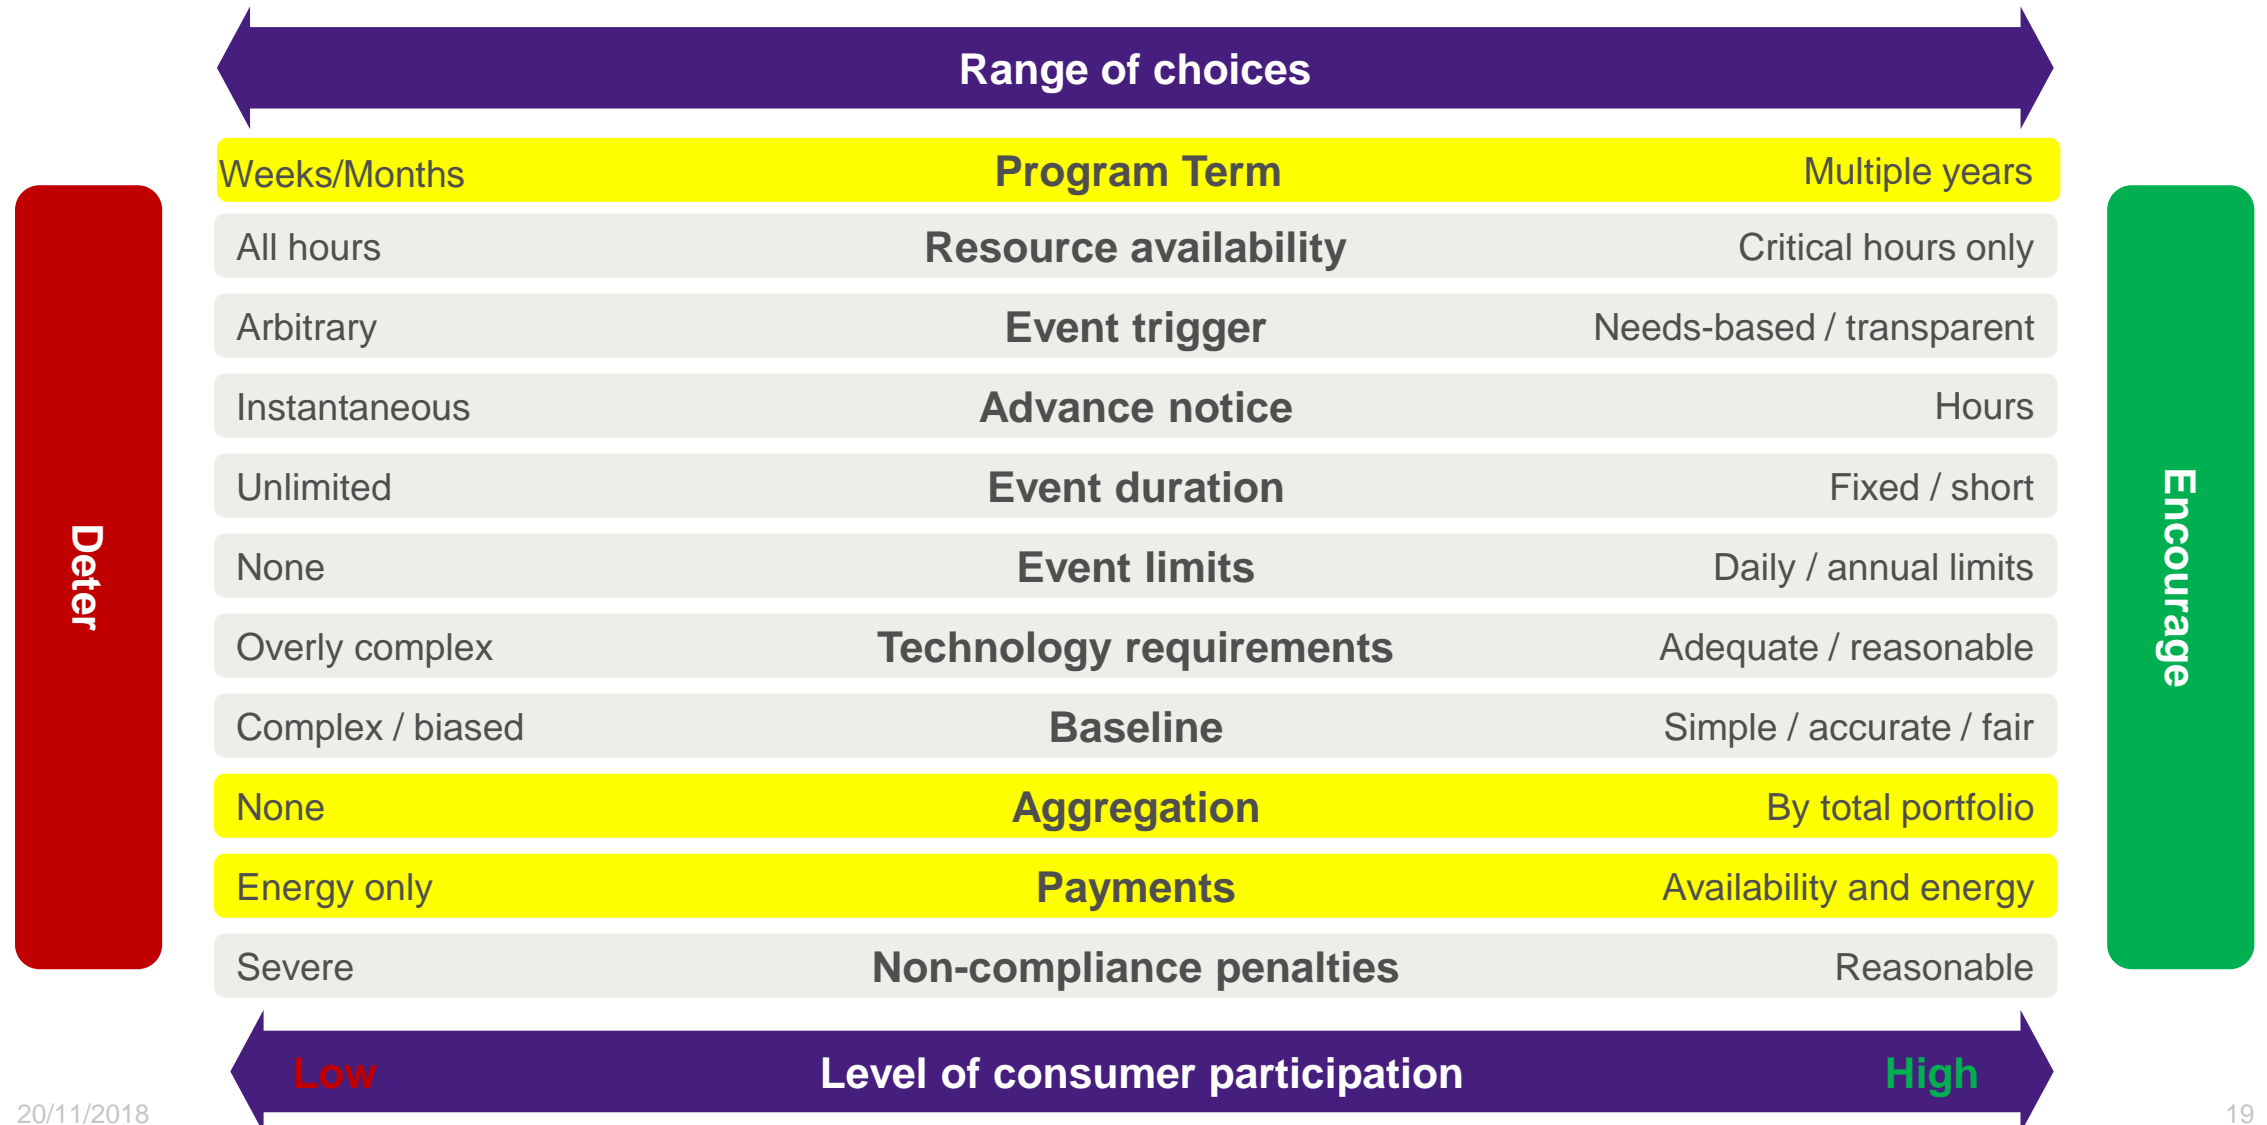 Range of choices
Weeks/Months Program Term Multiple years
All hours Resource availability Critical hours only
Arbitrary Event trigger Needs-based / transparent
Instantaneous Advance notice Hours
Unlimited Event duration Fixed / short
None Event limits Daily / annual limits
Overly complex Technology requirements Adequate / reasonable
Complex / biased Baseline Simple / accurate / fair
None Aggregation By total portfolio
Energy only Payments Availability and energy
Severe Non-compliance penalties Reasonable
Deter
Encourage
Low Level of consumer participation High
20/11/2018
19